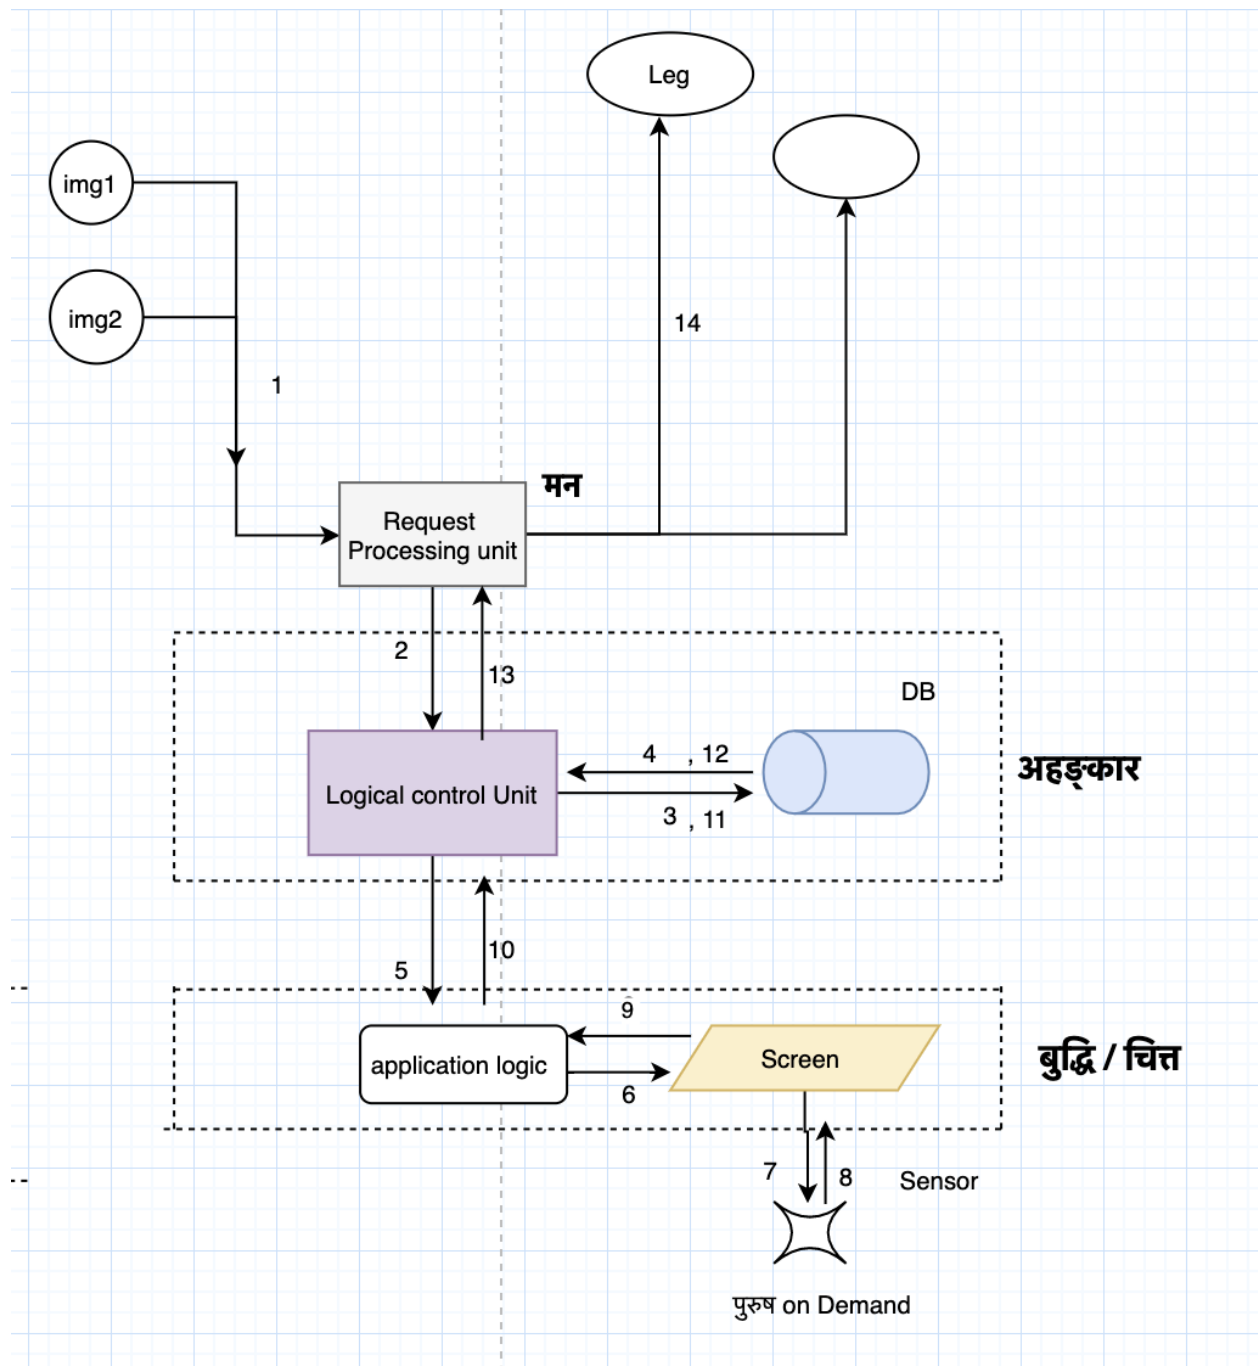 Leg
img1
img2
14
1
मन
Request
Processing unit
2
13
DB
4 , 12
अहङ्कार
Logical control Unit
3 , 11
5
10
9
application logic
Screen
बुद्धि / चित्त
6
7
8
Sensor
पुरुष on Demand